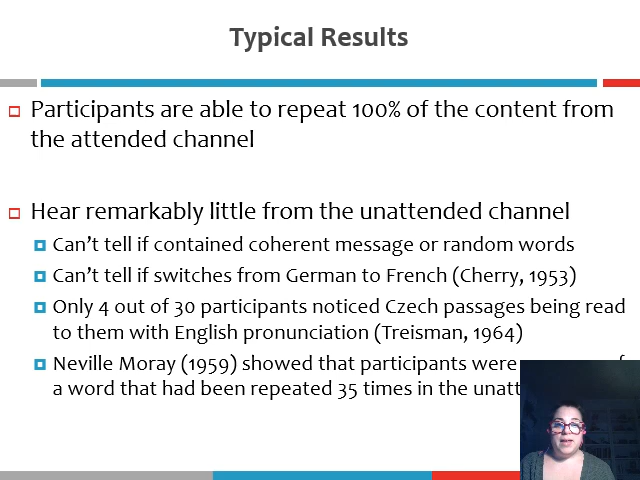 Typical Results
Participants are able to repeat 100% of the content from
the attended channel
Hear remarkably little from the unattended channel
Can't tell if contained coherent message or random words
Can't tell if switches from German to French (Cherry, 1953)
Only 4 out of 30 participants noticed Czech passages being read
to them with English pronunciation (Treisman, 1964)
Neville Moray (1959) showed that participants were
a word that had been repeated 35 times in the